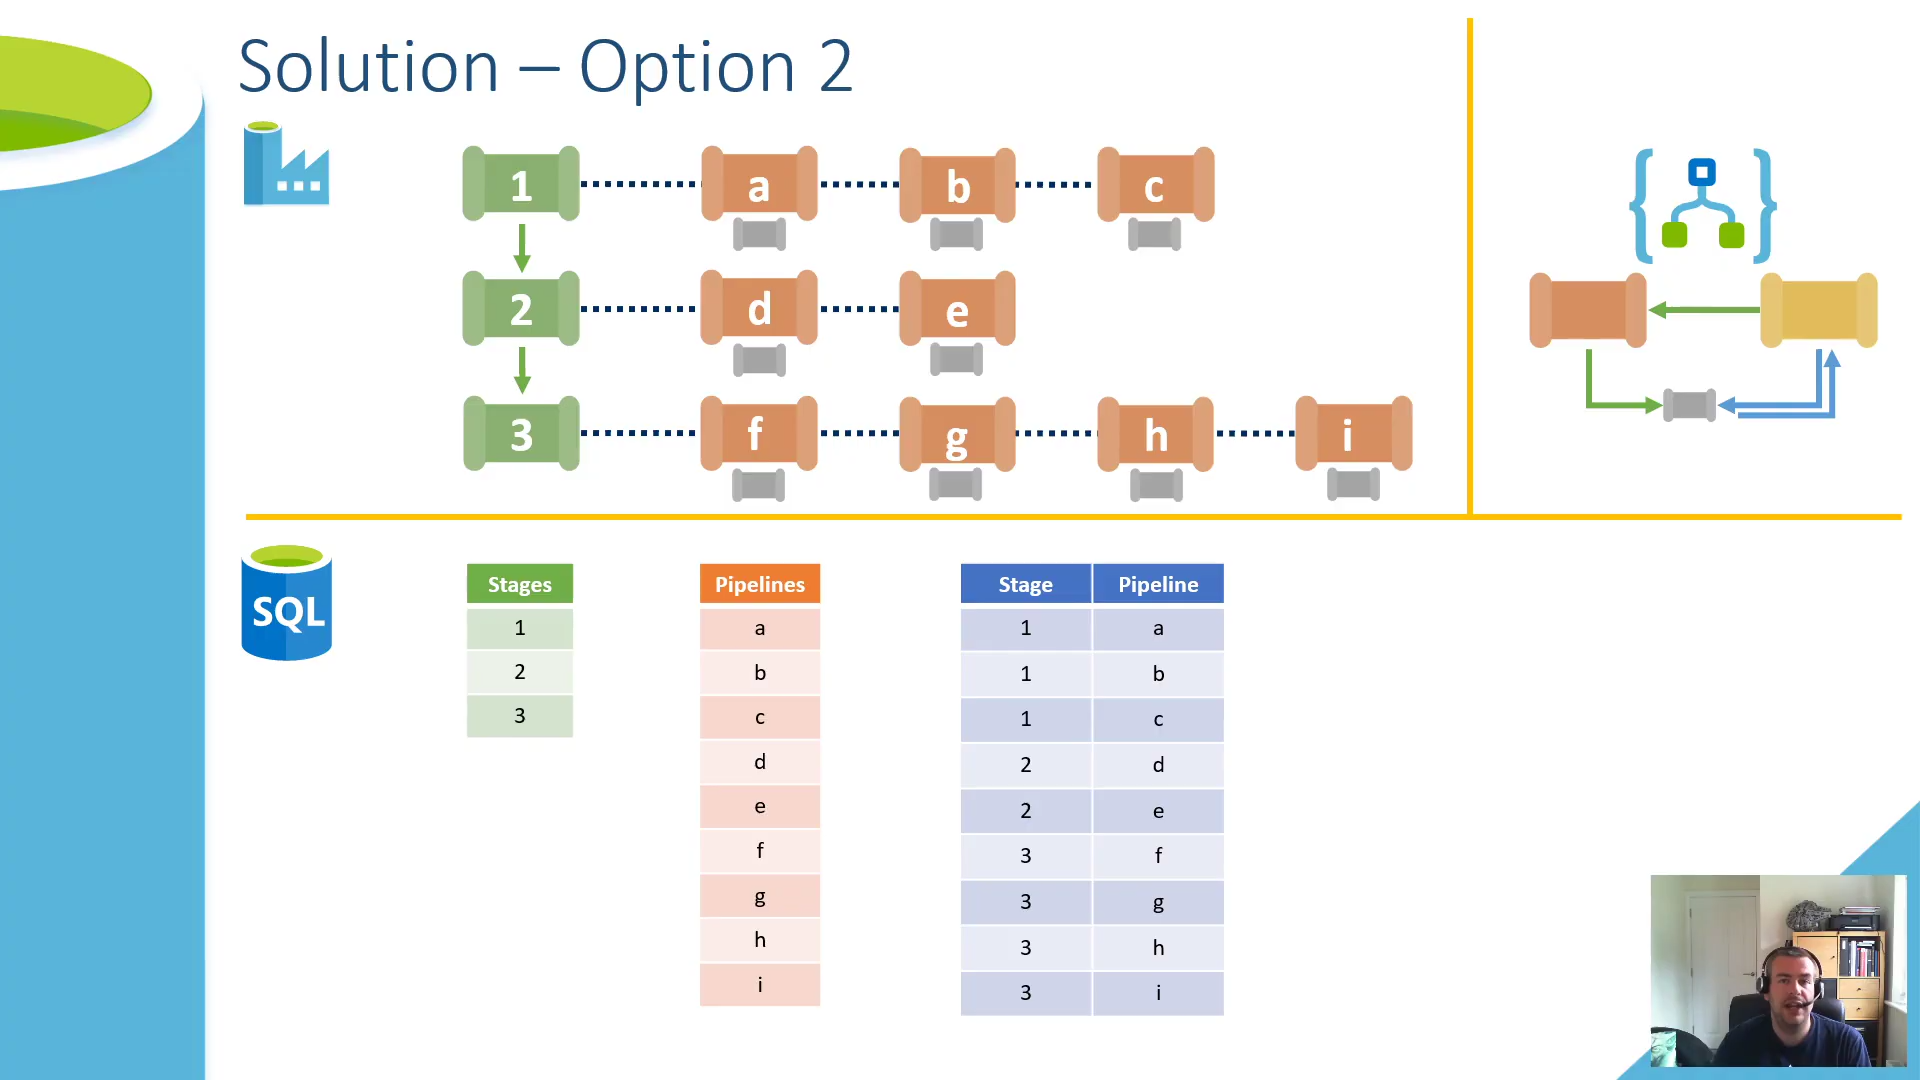 Solution – Option 2
1 a b c
2 d e
3 f g h i
SQL
Stages
1
2
3
Pipelines
a
b
c
d
e
f
g
h
i
Stage Pipeline
1 a
1 b
1 c
2 d
2 e
3 f
3 g
3 h
3 i